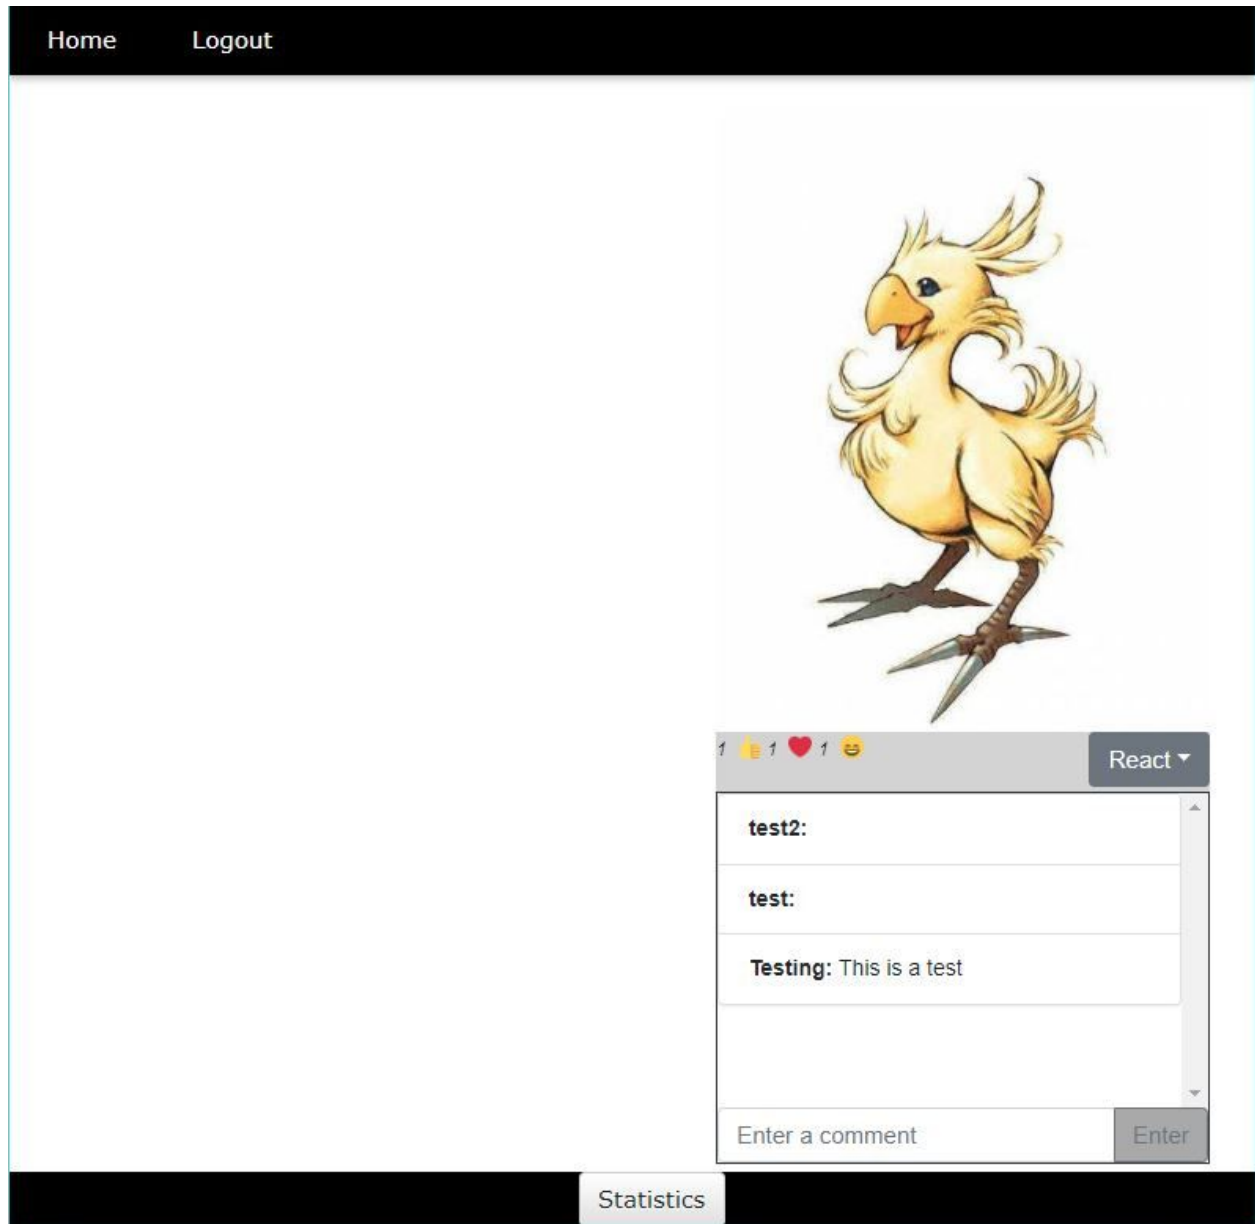 Home Logout
1 👍 1 ❤️ 1 😄 React
test2:
test:
Testing: This is a test
Enter a comment Enter
Statistics